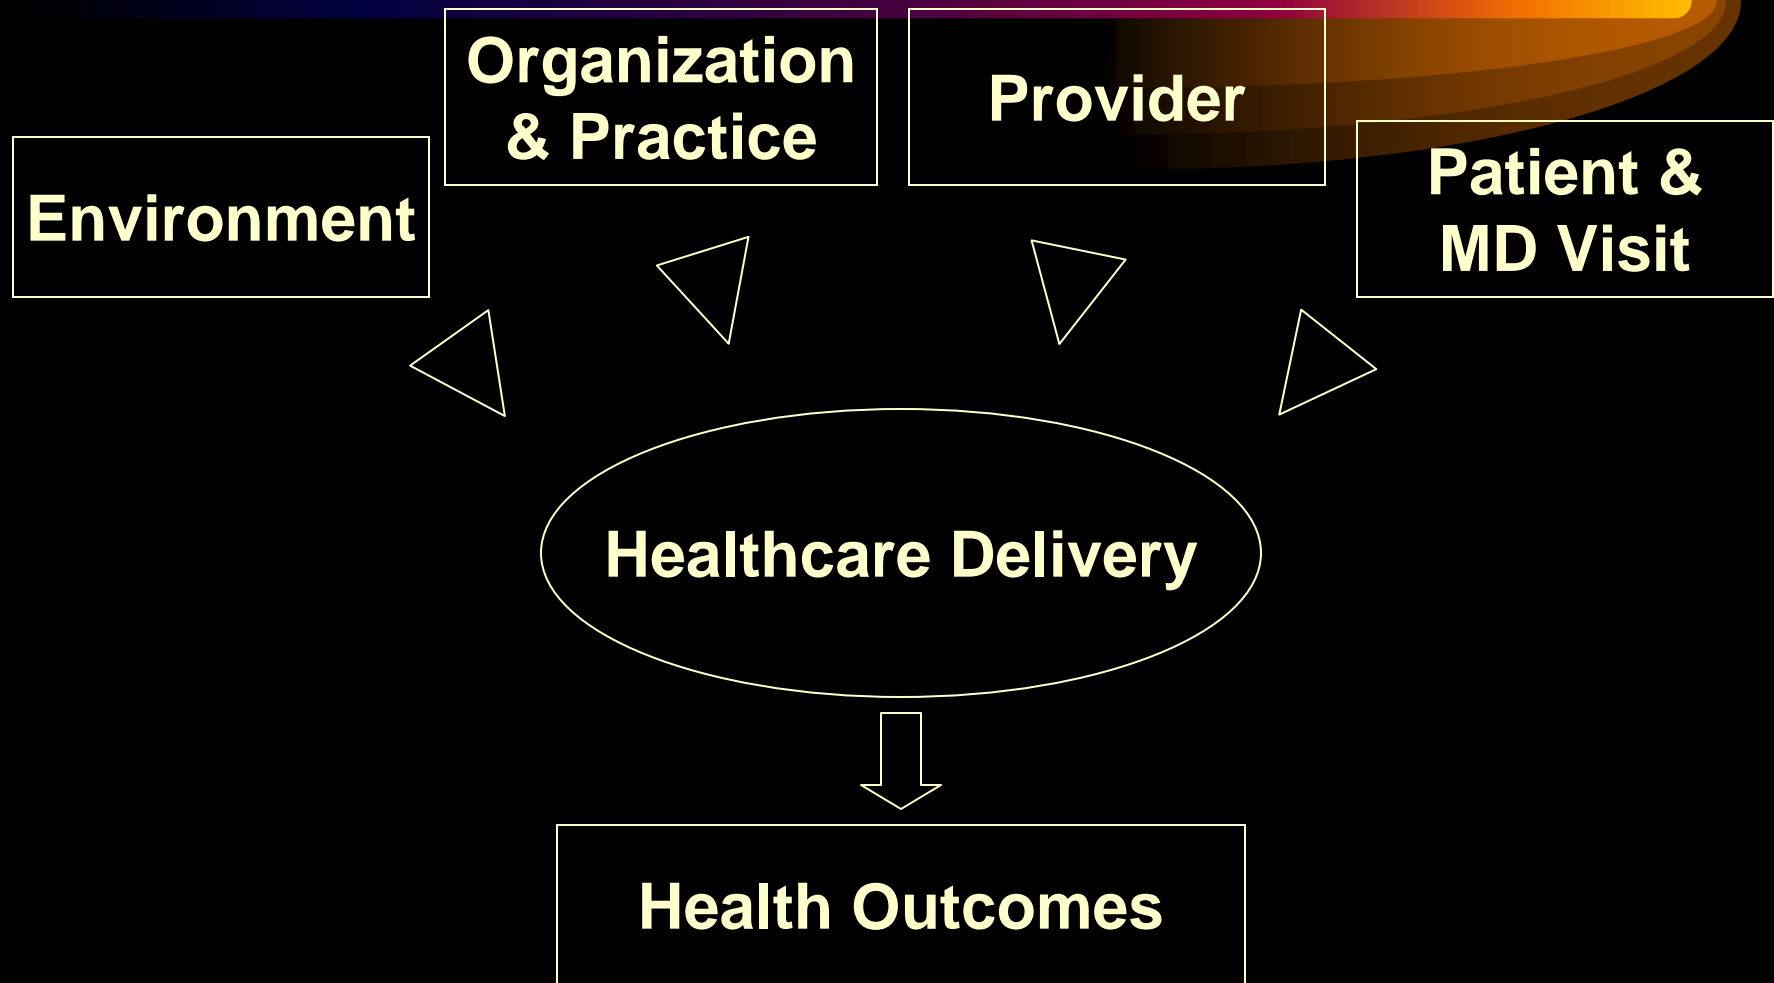 Organization
& Practice
Provider
Environment
Patient &
MD Visit
Healthcare Delivery
Health Outcomes